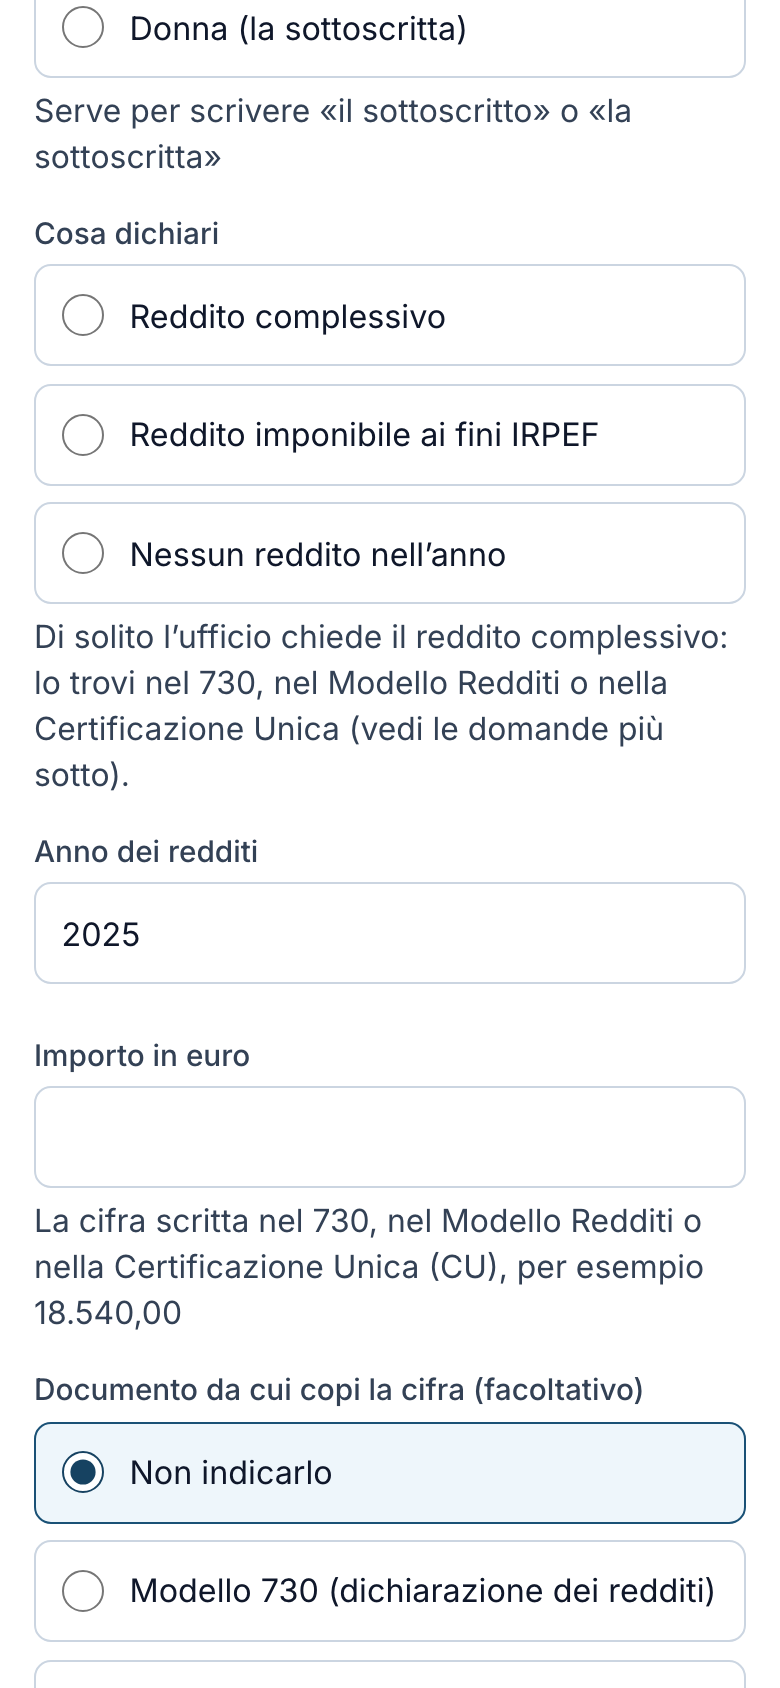 Donna (la sottoscritta)
Serve per scrivere «il sottoscritto» o «la
sottoscritta»
Cosa dichiari
Reddito complessivo
Reddito imponibile ai fini IRPEF
Nessun reddito nell’anno
Di solito l’ufficio chiede il reddito complessivo:
lo trovi nel 730, nel Modello Redditi o nella
Certificazione Unica (vedi le domande più
sotto).
Anno dei redditi
2025
Importo in euro
La cifra scritta nel 730, nel Modello Redditi o
nella Certificazione Unica (CU), per esempio
18.540,00
Documento da cui copi la cifra (facoltativo)
Non indicarlo
Modello 730 (dichiarazione dei redditi)